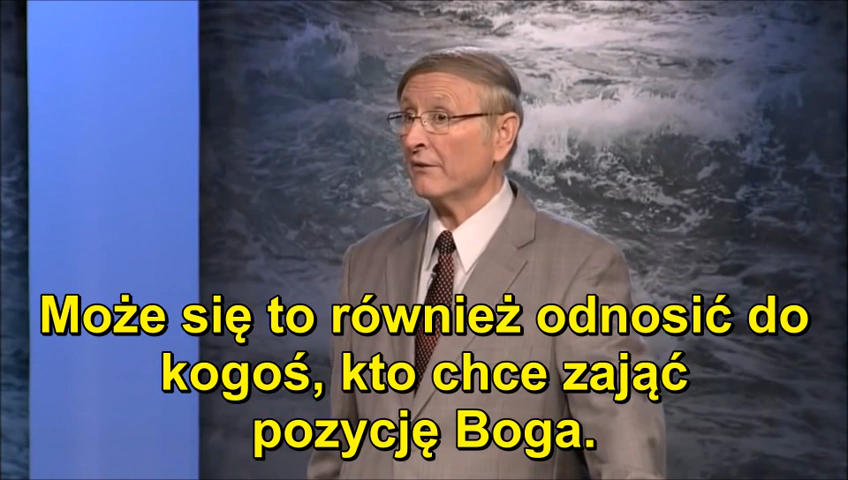 Może się to również odnosić do
kogoś, kto chce zająć
pozycję Boga.